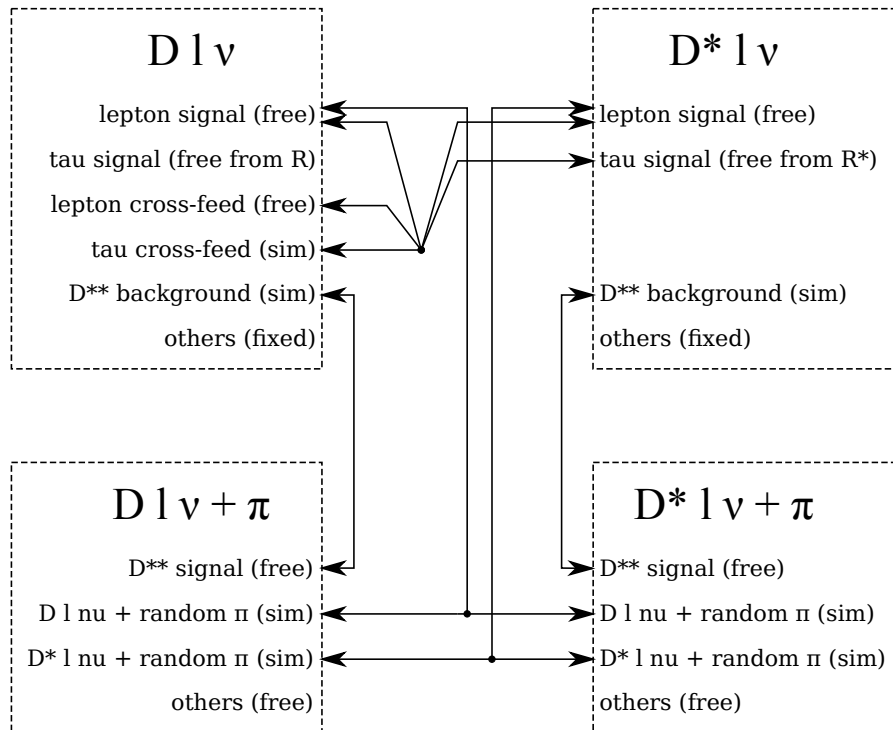 D l ν
lepton signal (free)
tau signal (free from R)
lepton cross-feed (free)
tau cross-feed (sim)
D** background (sim)
others (fixed)
D* l ν
lepton signal (free)
tau signal (free from R*)
D** background (sim)
others (fixed)
D l ν + π
D** signal (free)
D l nu + random π (sim)
D* l nu + random π (sim)
others (free)
D* l ν + π
D** signal (free)
D l nu + random π (sim)
D* l nu + random π (sim)
others (free)